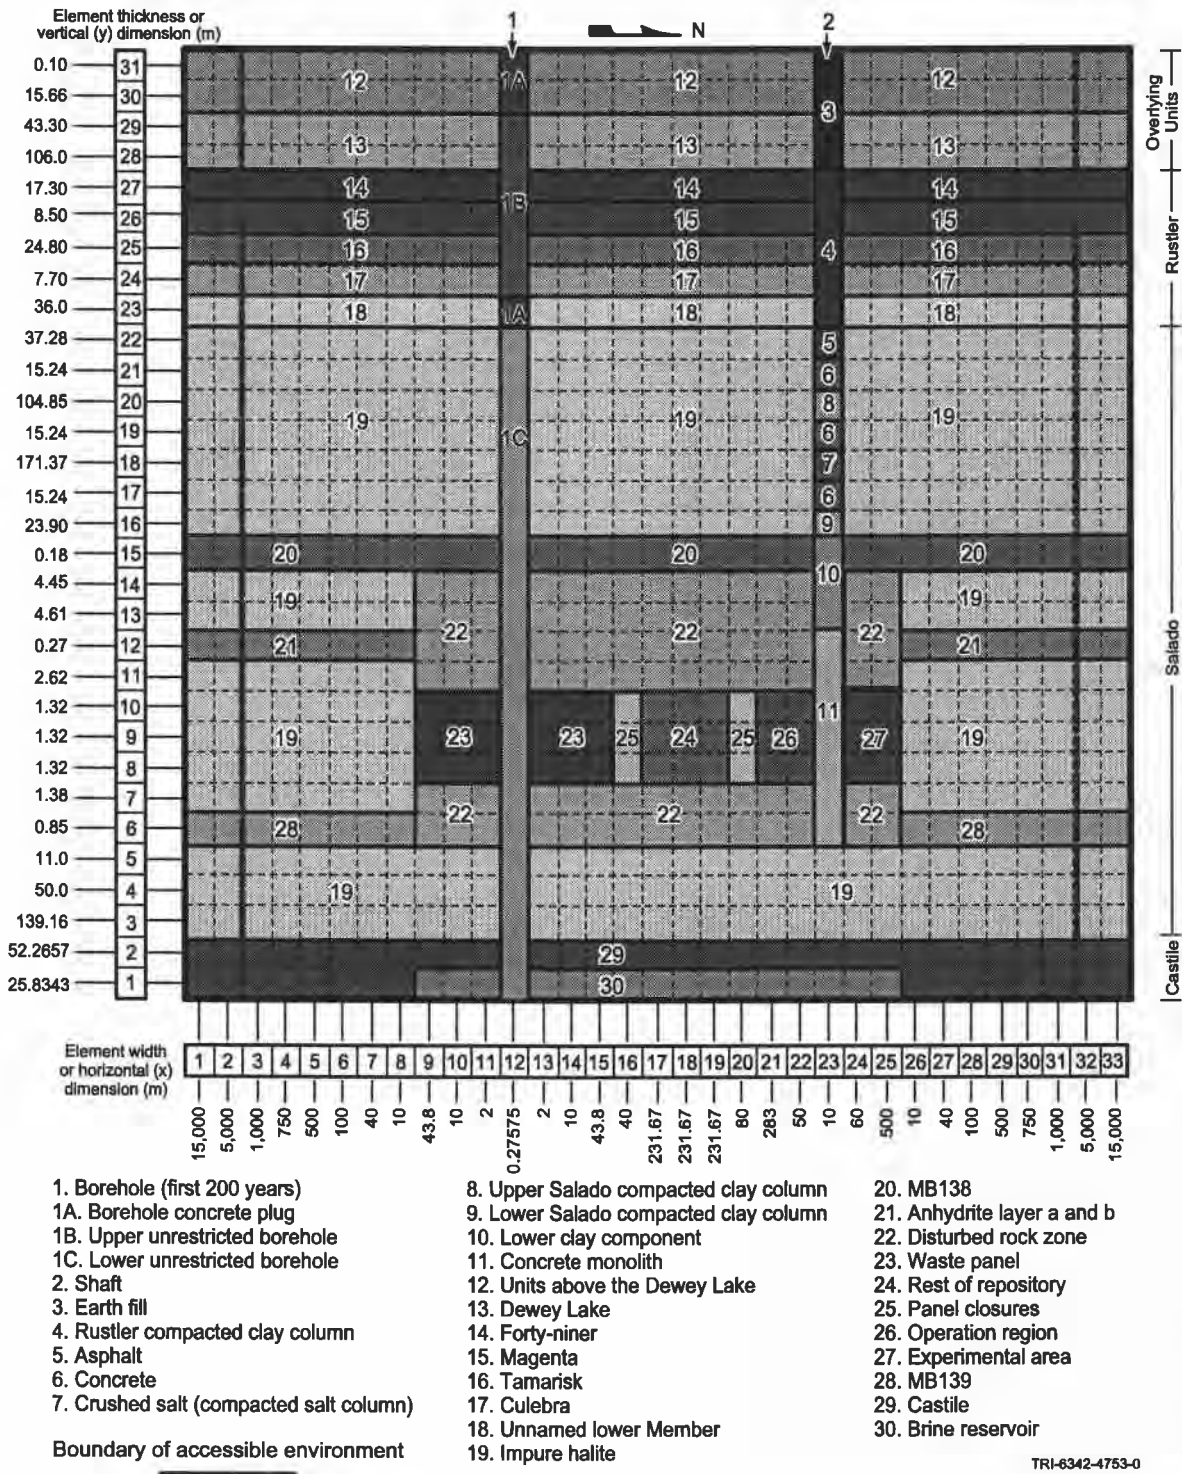 Element thickness or
vertical (y) dimension (m)
1
N
2
0.10 31 12 1A 12 12
15.66 30
3
43.30 29
106.0 28 13 13 13
17.30 27 14 1B 14 14
8.50 26 15 15 15
24.80 25 16 16 4 16
7.70 24 17 17 17
36.0 23 18 1A 18 18
37.28 22 5
15.24 21 6
104.85 20 8
15.24 19 19 1C 19 6 19
171.37 18 7
15.24 17 6
23.90 16 9
0.18 15 20 20 20
4.45 14 10
4.61 13 19 19
22 22 22
0.27 12 21 21
2.62 11
1.32 10 11
1.32 9 19 23 23 25 24 25 26 27 19
1.32 8
1.38 7
22 22 22
0.85 6 28 28
11.0 5
50.0 4 19 19
139.16 3
52.2657 2 29
25.8343 1 30
Overlying
Units
Rustler
Salado
Castile
Element width
or horizontal (x)
dimension (m)
1 2 3 4 5 6 7 8 9 10 11 12 13 14 15 16 17 18 19 20 21 22 23 24 25 26 27 28 29 30 31 32 33
15,000 5,000 1,000 750 500 100 40 10 43.8 10 2 0.27575 2 10 43.8 40 231.67 231.67 231.67 80 283 50 10 60 500 10 40 100 500 750 1,000 5,000 15,000
1. Borehole (first 200 years)
1A. Borehole concrete plug
1B. Upper unrestricted borehole
1C. Lower unrestricted borehole
2. Shaft
3. Earth fill
4. Rustler compacted clay column
5. Asphalt
6. Concrete
7. Crushed salt (compacted salt column)
8. Upper Salado compacted clay column
9. Lower Salado compacted clay column
10. Lower clay component
11. Concrete monolith
12. Units above the Dewey Lake
13. Dewey Lake
14. Forty-niner
15. Magenta
16. Tamarisk
17. Culebra
18. Unnamed lower Member
19. Impure halite
20. MB138
21. Anhydrite layer a and b
22. Disturbed rock zone
23. Waste panel
24. Rest of repository
25. Panel closures
26. Operation region
27. Experimental area
28. MB139
29. Castile
30. Brine reservoir
Boundary of accessible environment
TRI-6342-4753-0